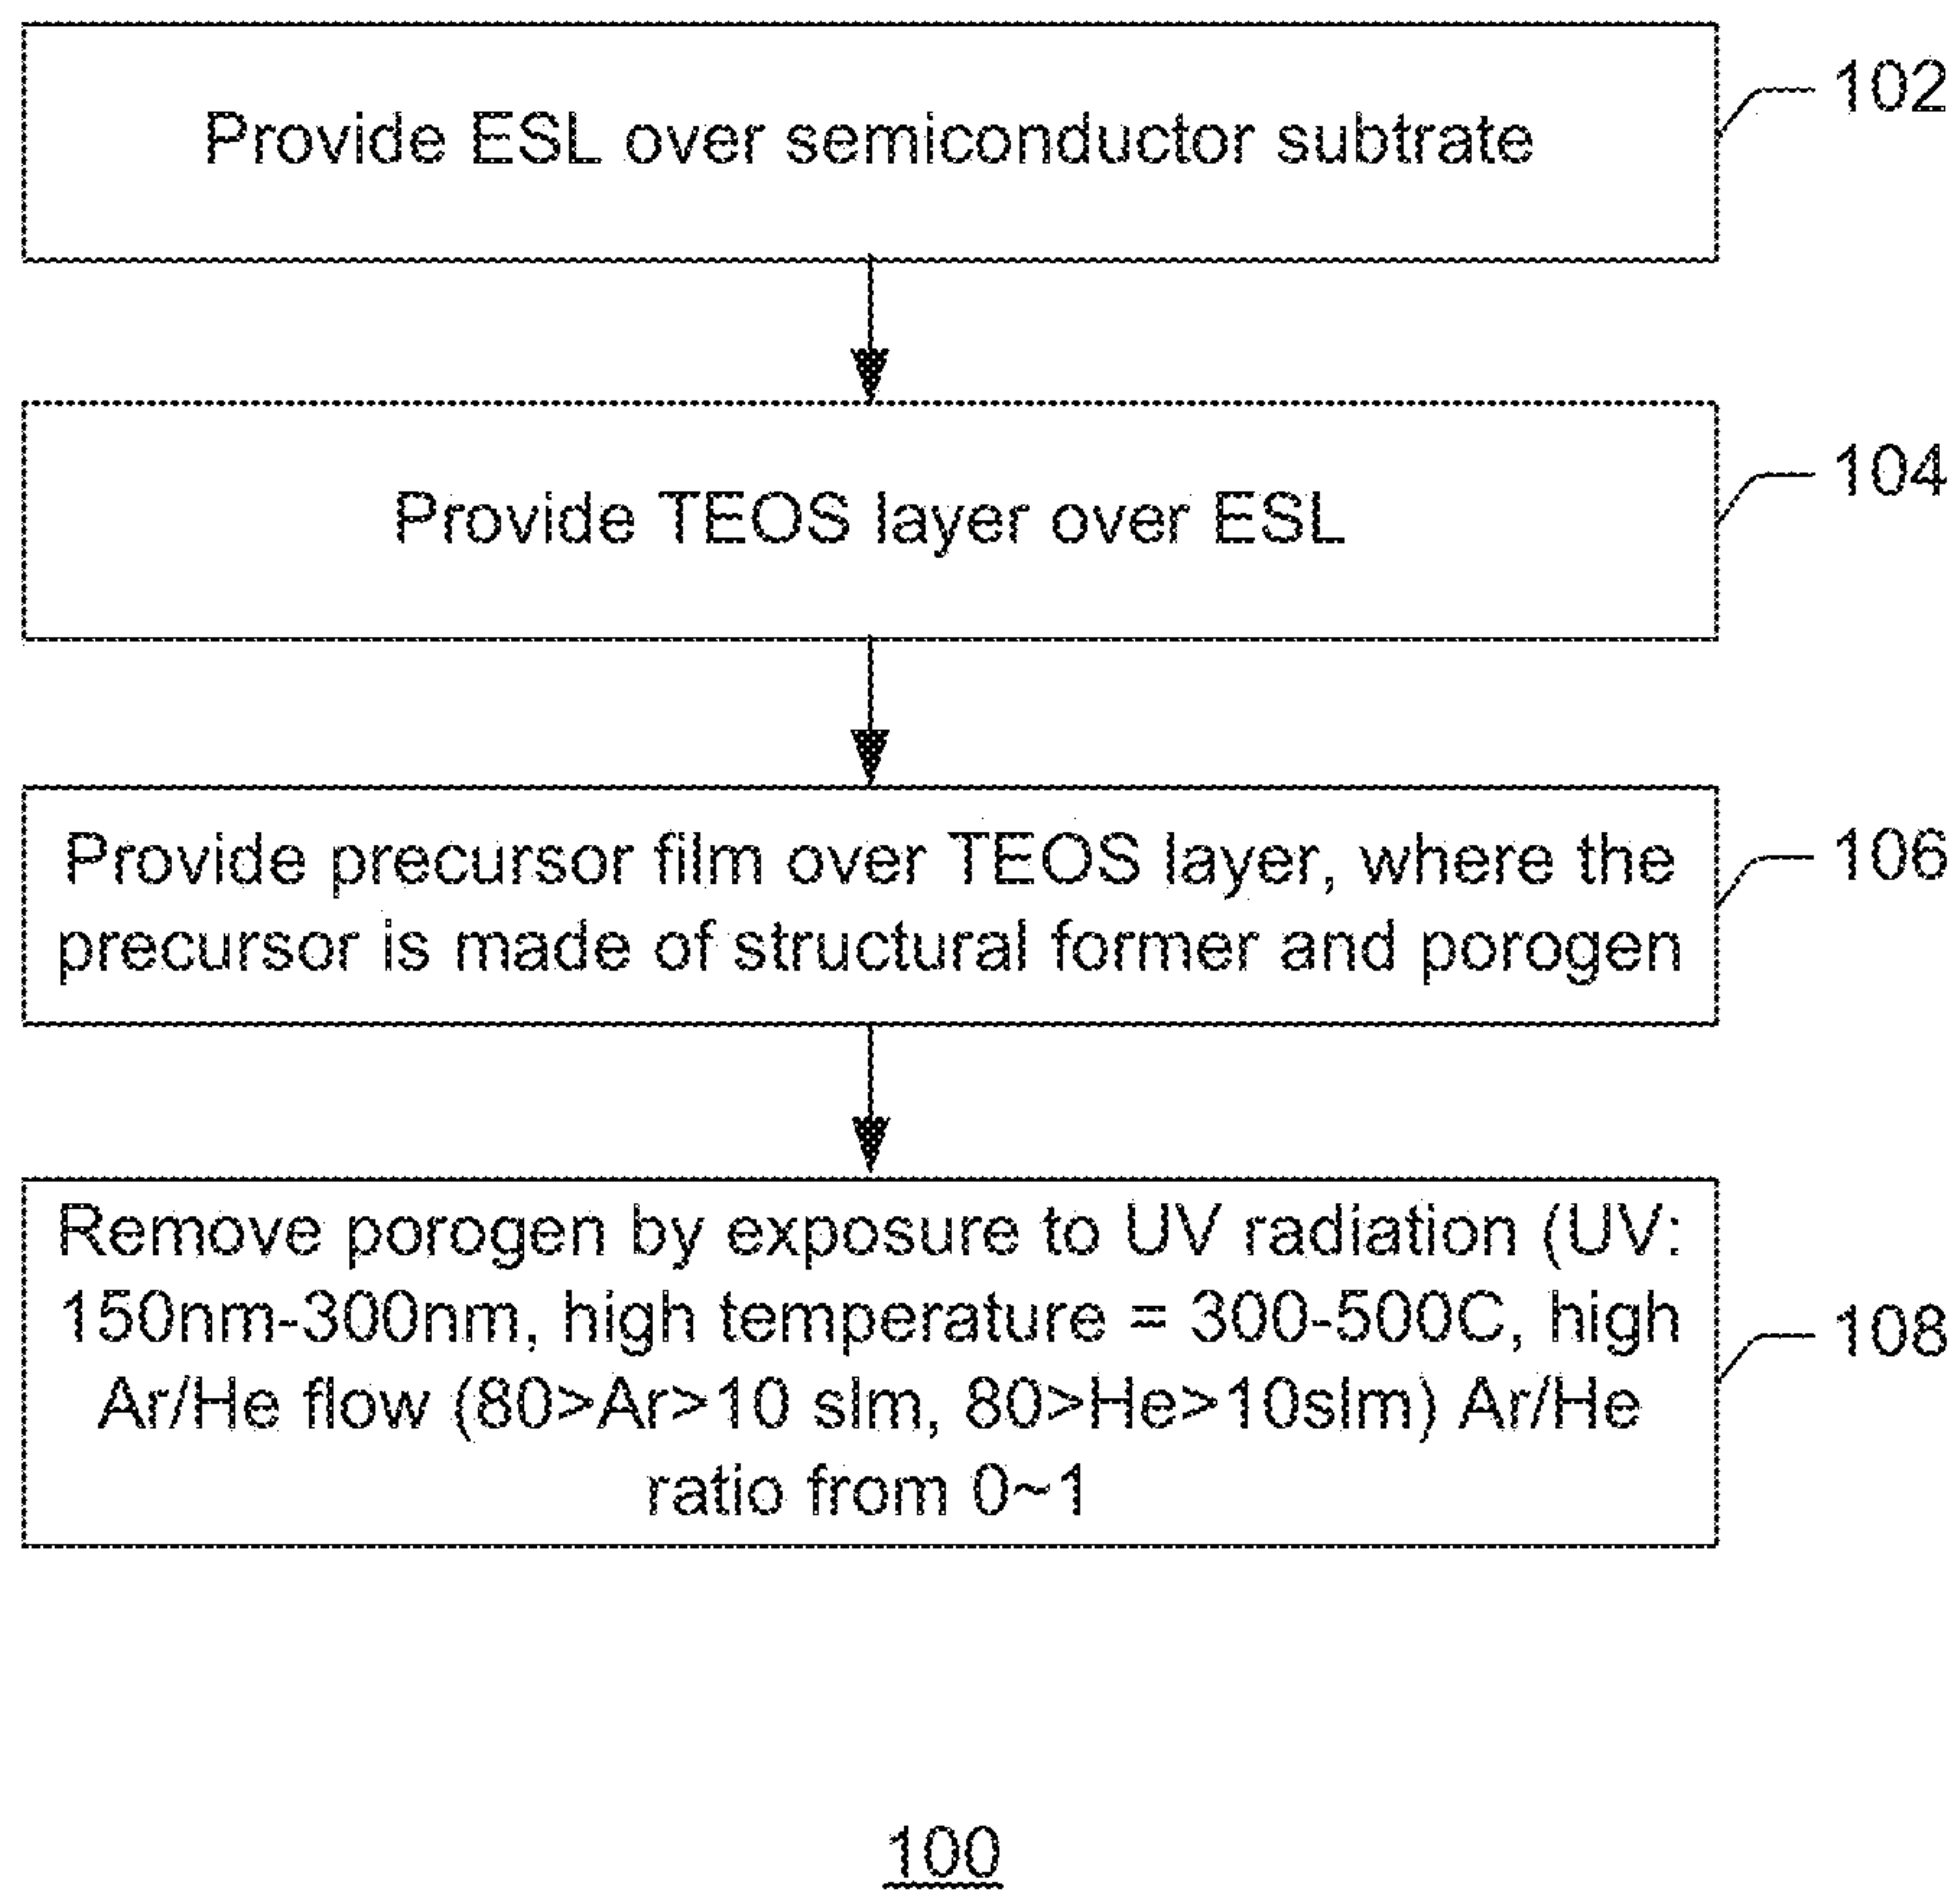 Provide ESL over semiconductor subtrate
102
Provide TEOS layer over ESL
104
Provide precursor film over TEOS layer, where the
precursor is made of structural former and porogen
106
Remove porogen by exposure to UV radiation (UV:
150nm-300nm, high temperature = 300-500C, high
Ar/He flow (80>Ar>10 slm, 80>He>10slm) Ar/He
ratio from 0~1
108
100